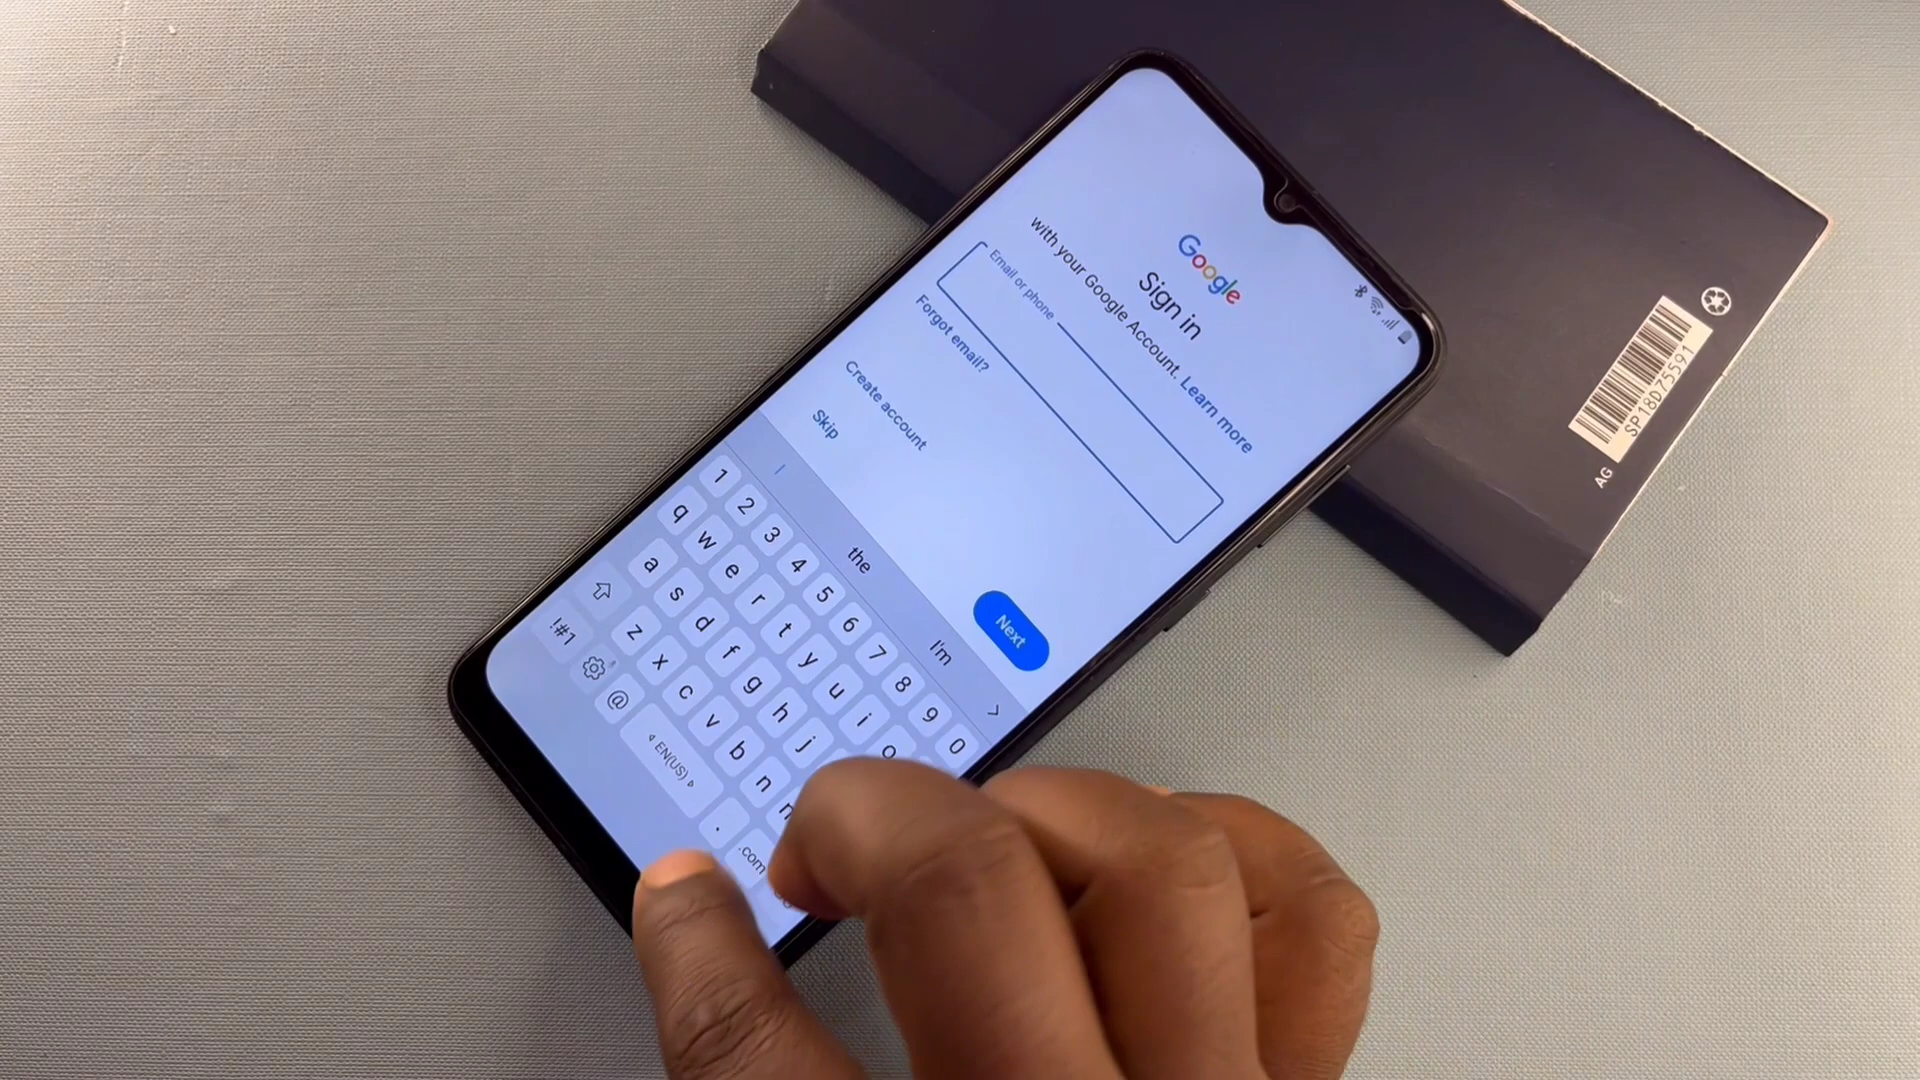 Google
Sign in
with your Google Account. Learn more
Email or phone
Forgot email?
Create account
Skip
Next
the
I'm
1 2 3 4 5 6 7 8 9 0
q w e r t y u i o
a s d f g h j
z x c v b n
!#1
@
EN(US)
.
.com
SP18D75591
AG